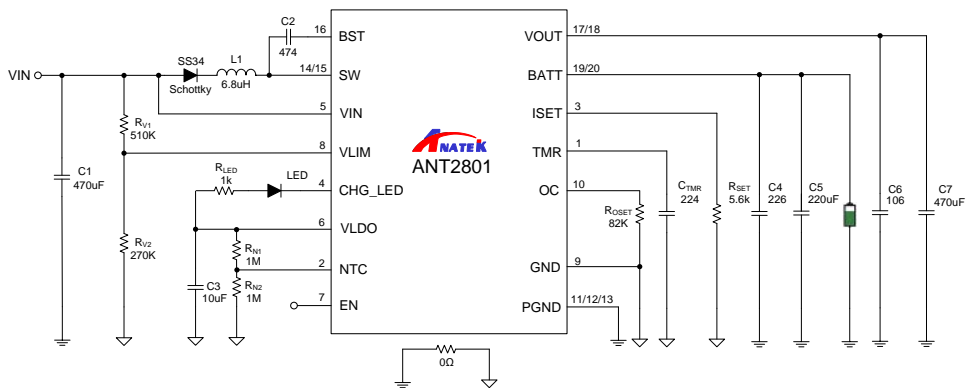 C2
474
16
BST
VOUT
17/18
VIN
SS34
Schottky
L1
6.8uH
14/15
SW
BATT
19/20
5
VIN
ISET
3
RV1
510K
8
VLIM
ANATEK
ANT2801
TMR
1
C1
470uF
RLED
1k
LED
4
CHG_LED
OC
10
ROSET
82K
CTMR
224
RSET
5.6k
C4
226
C5
220uF
C6
106
C7
470uF
6
VLDO
RV2
270K
RN1
1M
2
NTC
GND
9
C3
10uF
RN2
1M
7
EN
PGND
11/12/13
0Ω